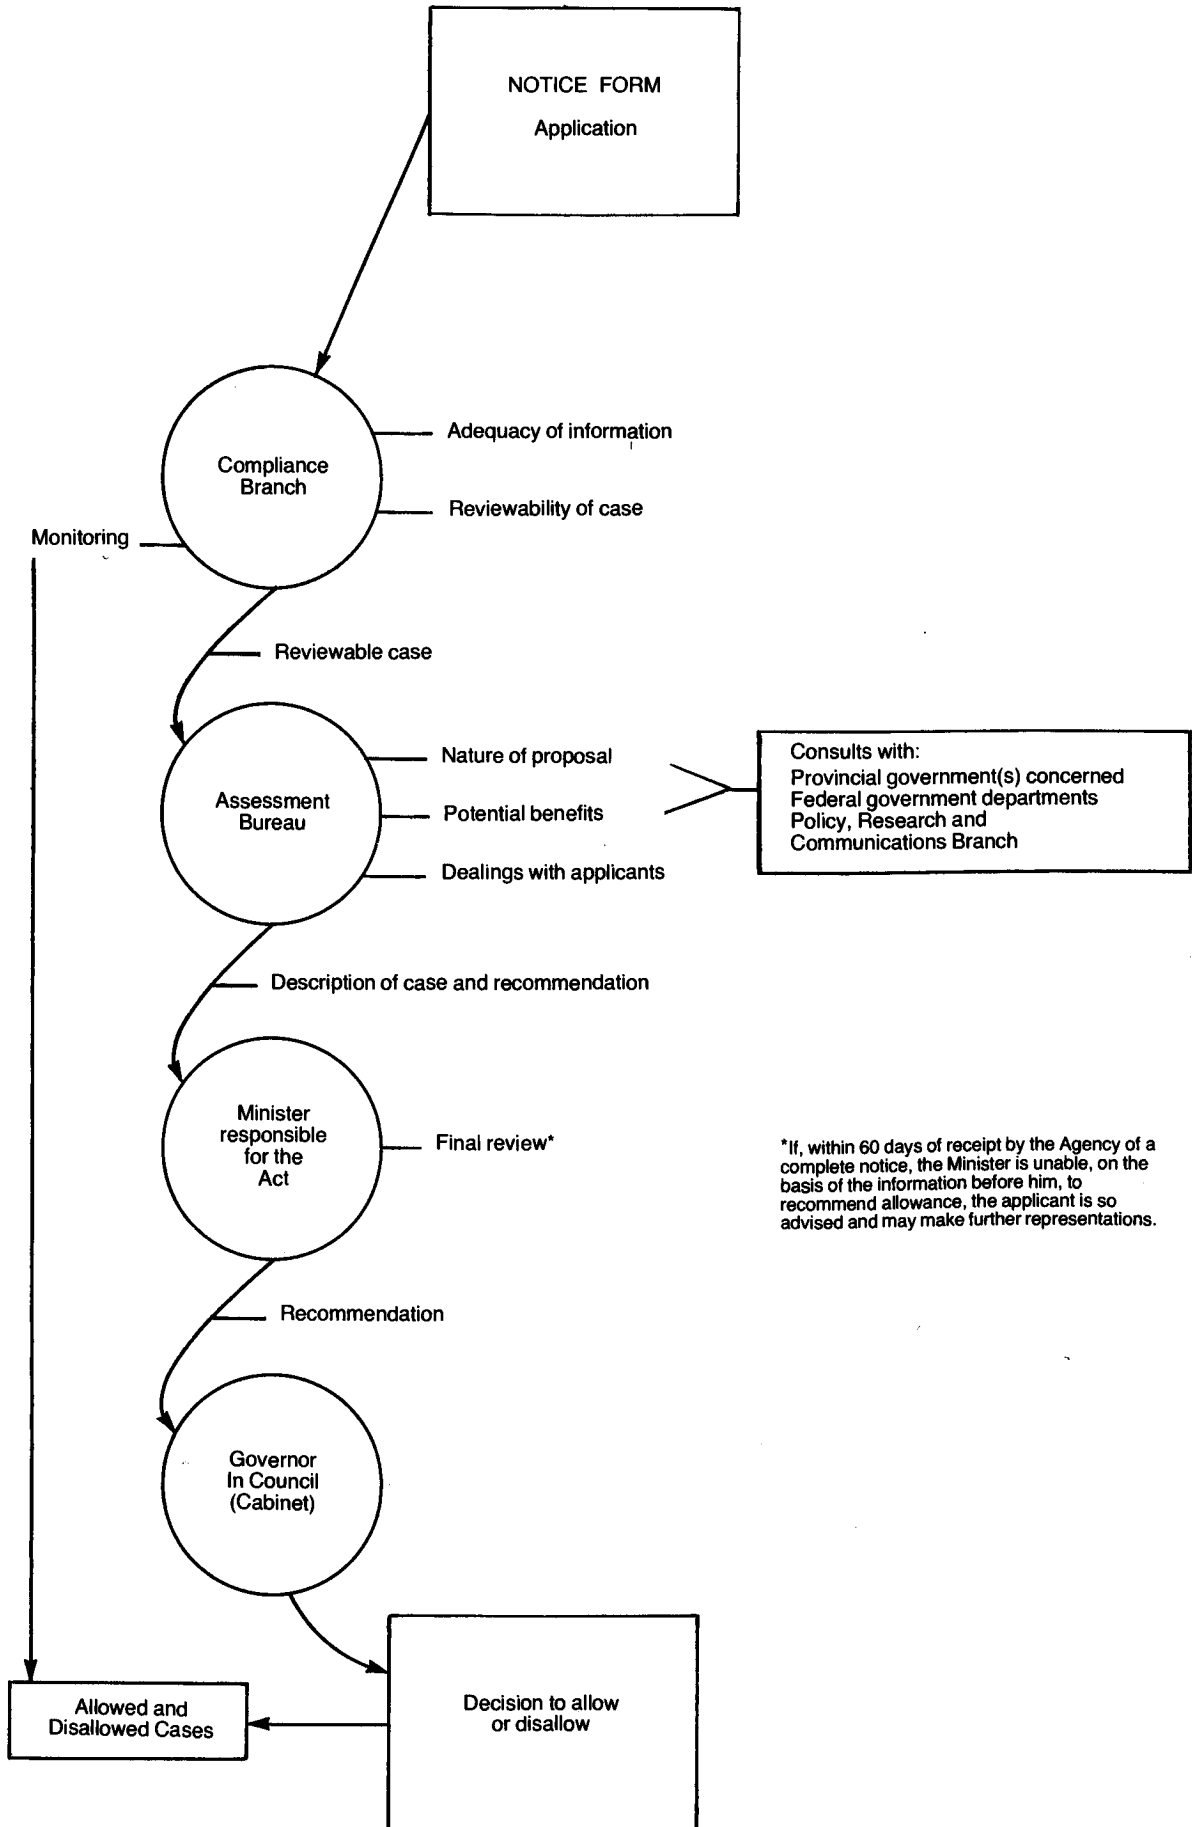 NOTICE FORM
Application
Compliance
Branch
Adequacy of information
Reviewability of case
Monitoring
Reviewable case
Assessment
Bureau
Nature of proposal
Potential benefits
Dealings with applicants
Consults with:
Provincial government(s) concerned
Federal government departments
Policy, Research and
Communications Branch
Description of case and recommendation
Minister
responsible
for the
Act
Final review*
*If, within 60 days of receipt by the Agency of a
complete notice, the Minister is unable, on the
basis of the information before him, to
recommend allowance, the applicant is so
advised and may make further representations.
Recommendation
Governor
In Council
(Cabinet)
Decision to allow
or disallow
Allowed and
Disallowed Cases